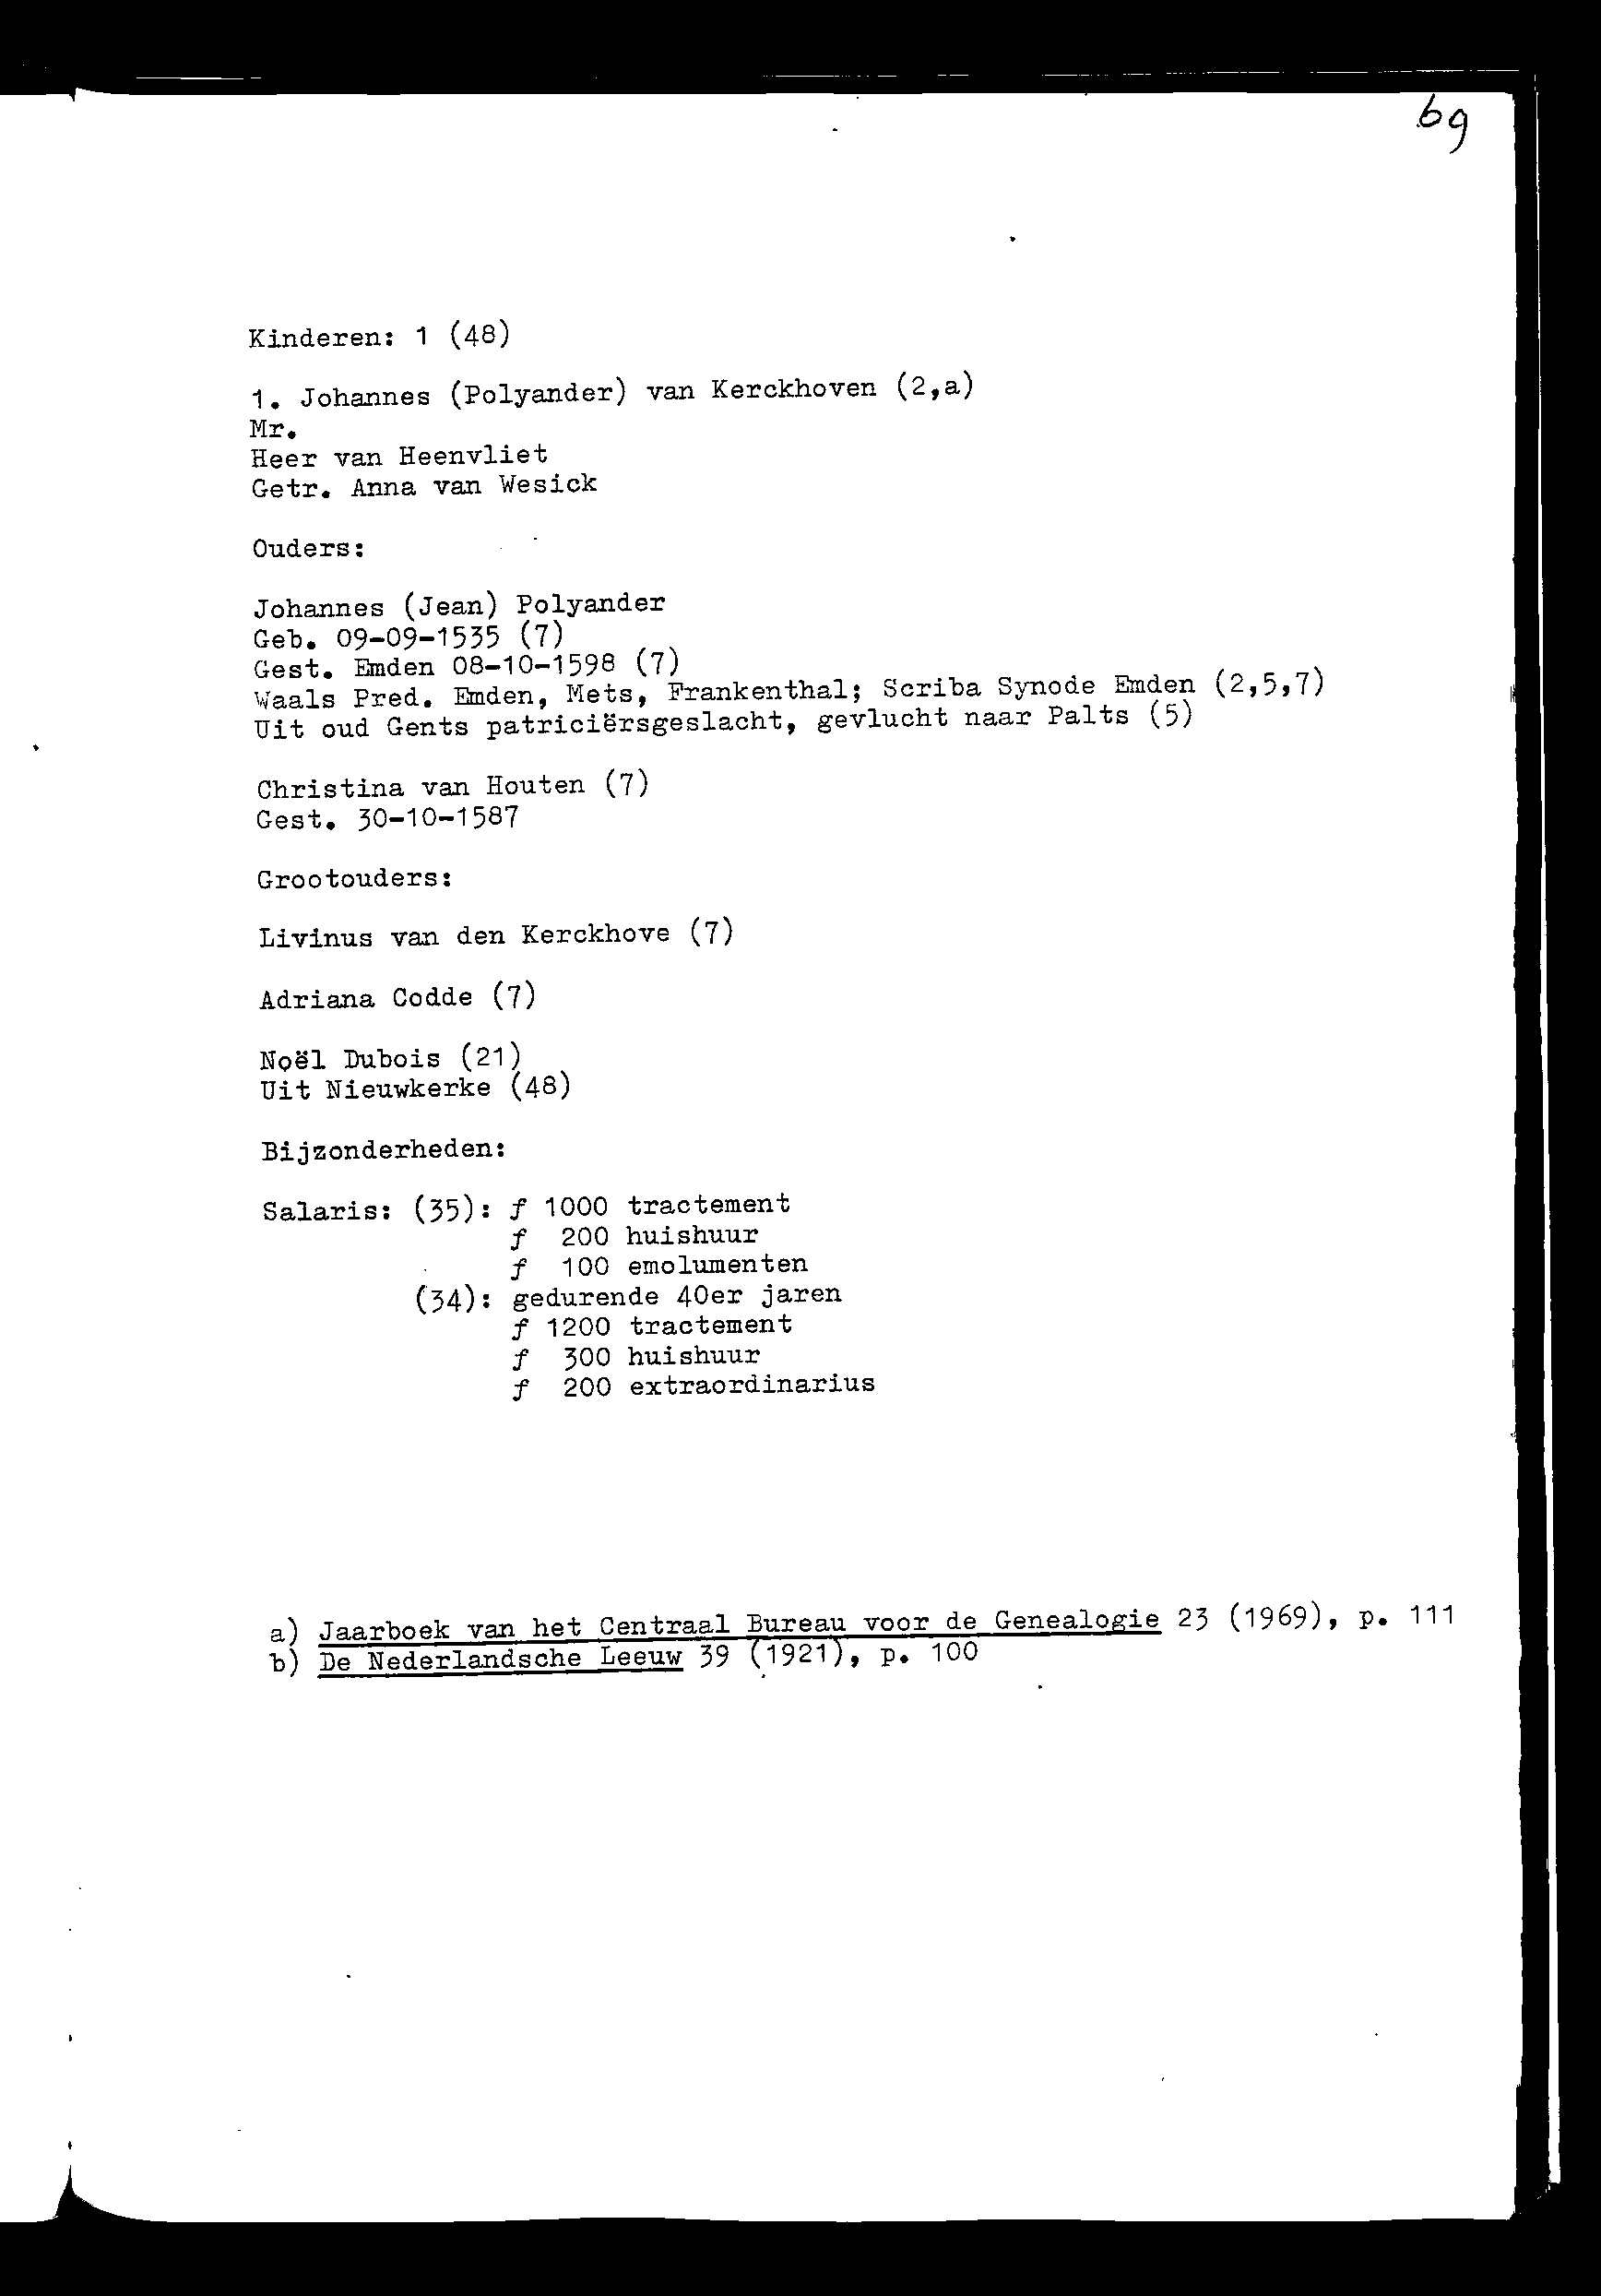 69
Kinderen: 1 (48)
1. Johannes (Polyander) van Kerckhoven (2,a)
Mr.
Heer van Heenvliet
Getr. Anna van Wesick
Ouders:
Johannes (Jean) Polyander
Geb. 09-09-1535 (7)
Gest. Emden 08-10-1598 (7)
Waals Pred. Emden, Mets, Frankenthal; Scriba Synode Emden (2,5,7)
Uit oud Gents patriciërsgeslacht, gevlucht naar Palts (5)
Christina van Houten (7)
Gest. 30-10-1587
Grootouders:
Livinus van den Kerckhove (7)
Adriana Codde (7)
Noël Dubois (21)
Uit Nieuwkerke (48)
Bijzonderheden:
Salaris: (35): ƒ 1000 tractement
ƒ 200 huishuur
ƒ 100 emolumenten
(34): gedurende 40er jaren
ƒ 1200 tractement
ƒ 300 huishuur
ƒ 200 extraordinarius
a) Jaarboek van het Centraal Bureau voor de Genealogie 23 (1969), p. 111
b) De Nederlandsche Leeuw 39 (1921), p. 100